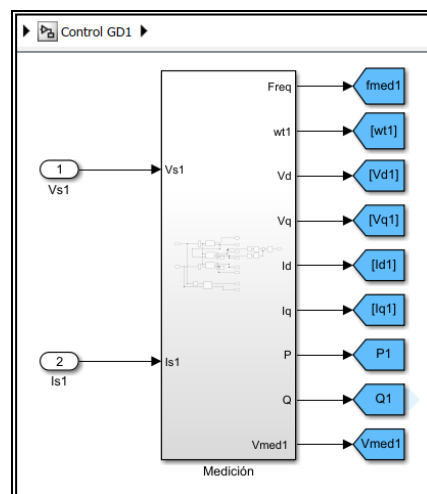 Control GD1
Freq
fmed1
wt1
[wt1]
1
Vs1
Vs1
Vd
[Vd1]
Vq
[Vq1]
Id
[Id1]
Iq
[Iq1]
2
Is1
Is1
P
P1
Q
Q1
Vmed1
Vmed1
Medición